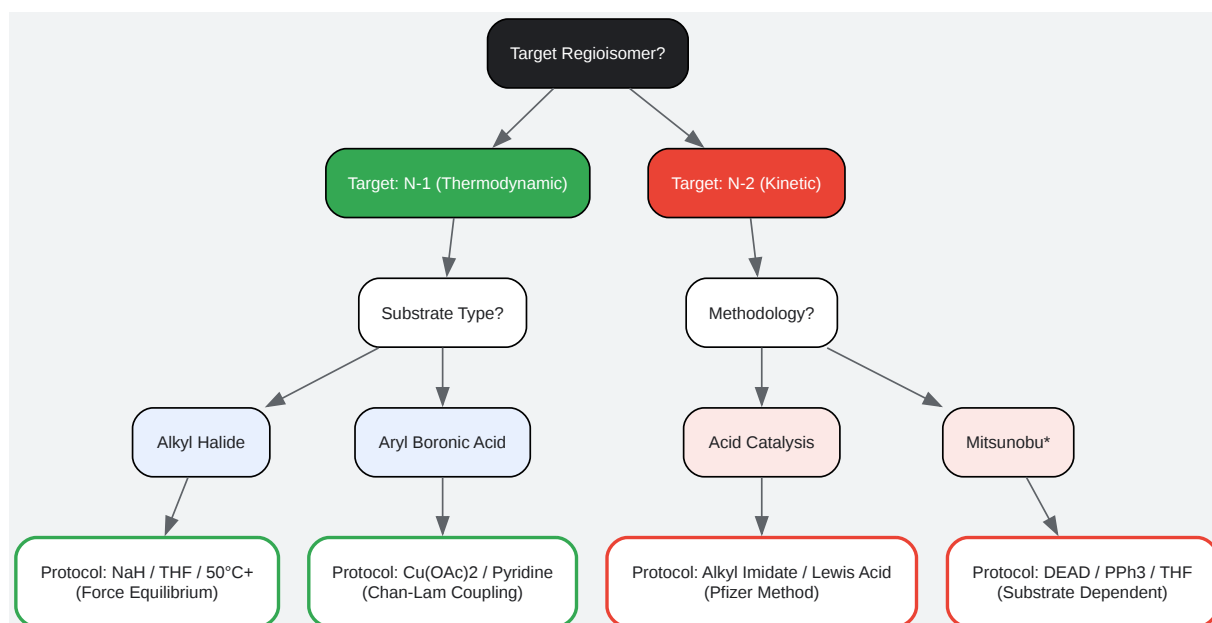 Target Regioisomer?
Target: N-1 (Thermodynamic)
Target: N-2 (Kinetic)
Substrate Type?
Methodology?
Alkyl Halide
Aryl Boronic Acid
Acid Catalysis
Mitsunobu*
Protocol: NaH / THF / 50°C+
(Force Equilibrium)
Protocol: Cu(OAc)2 / Pyridine
(Chan-Lam Coupling)
Protocol: Alkyl Imidate / Lewis Acid
(Pfizer Method)
Protocol: DEAD / PPh3 / THF
(Substrate Dependent)